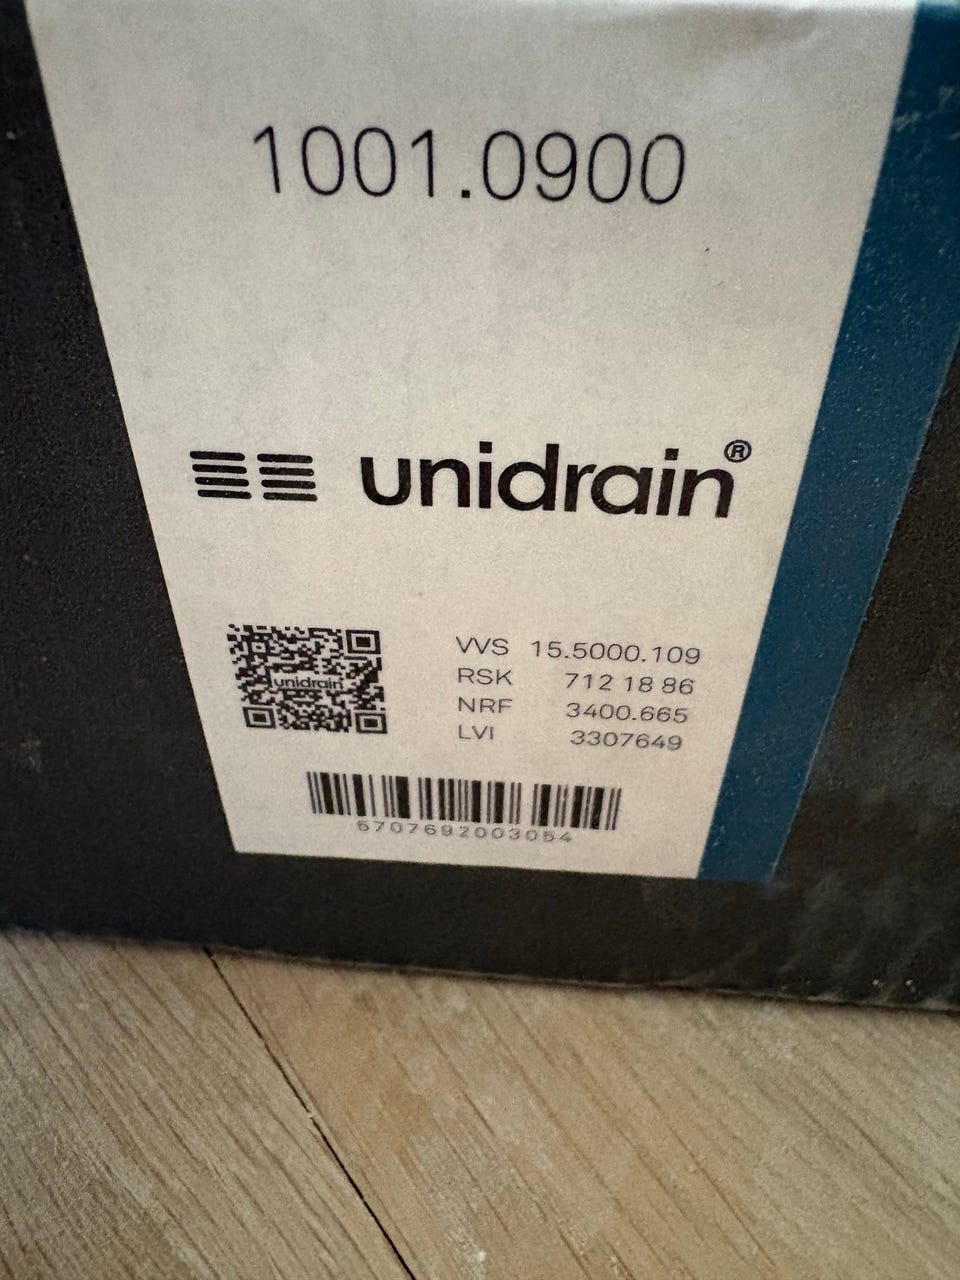 1001.0900
unidrain®
unidrain
VVS 15.5000.109
RSK 712 18 86
NRF 3400.665
LVI 3307649
5707692003054